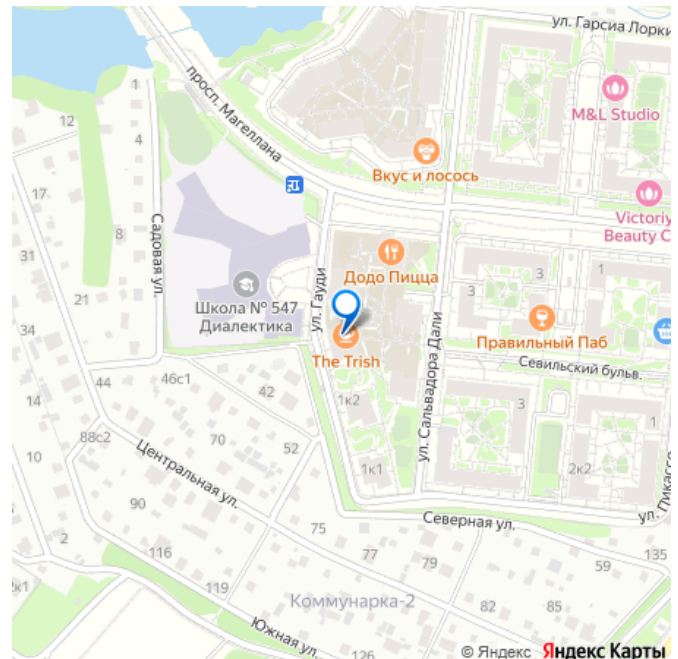 ул. Гарсиа Лорки
просп. Магеллана
M&L Studio
Вкус и лосось
Victoriy
Beauty C
1
12
4
17
8
Садовая ул.
31
21
Школа № 547
Диалектика
ул. Гауди
Додо Пицца
The Trish
ул. Сальвадора Дали
3
3
1
Правильный Паб
Севильский бульв.
44
46с1
42
14
1к2
3
1
88с2
70
52
10
1к1
2к2
Центральная ул.
90
75
Северная ул.
ул. Пикассо
2
116
77
79
59
135
2к1
119
Коммунарка-2
82
85
Южная ул.
126
© Яндекс Яндекс Карты